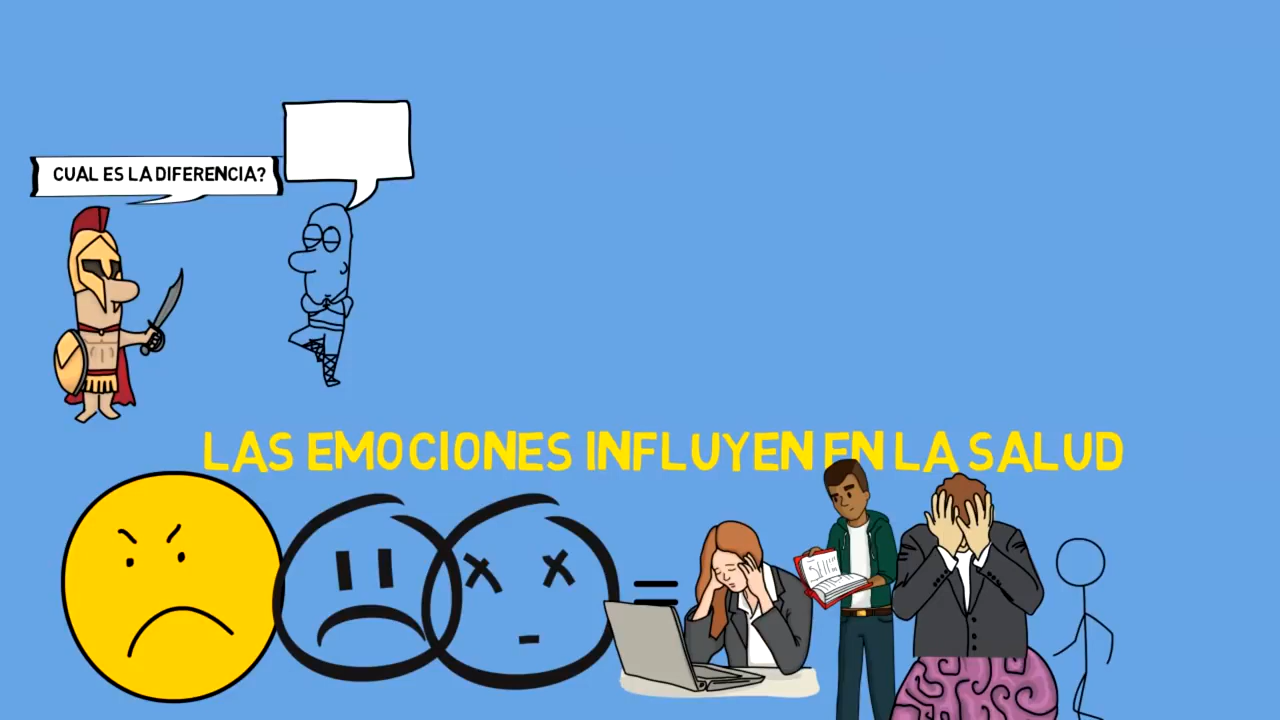 CUAL ES LA DIFERENCIA?
LAS EMOCIONES INFLUYEN EN LA SALUD
=